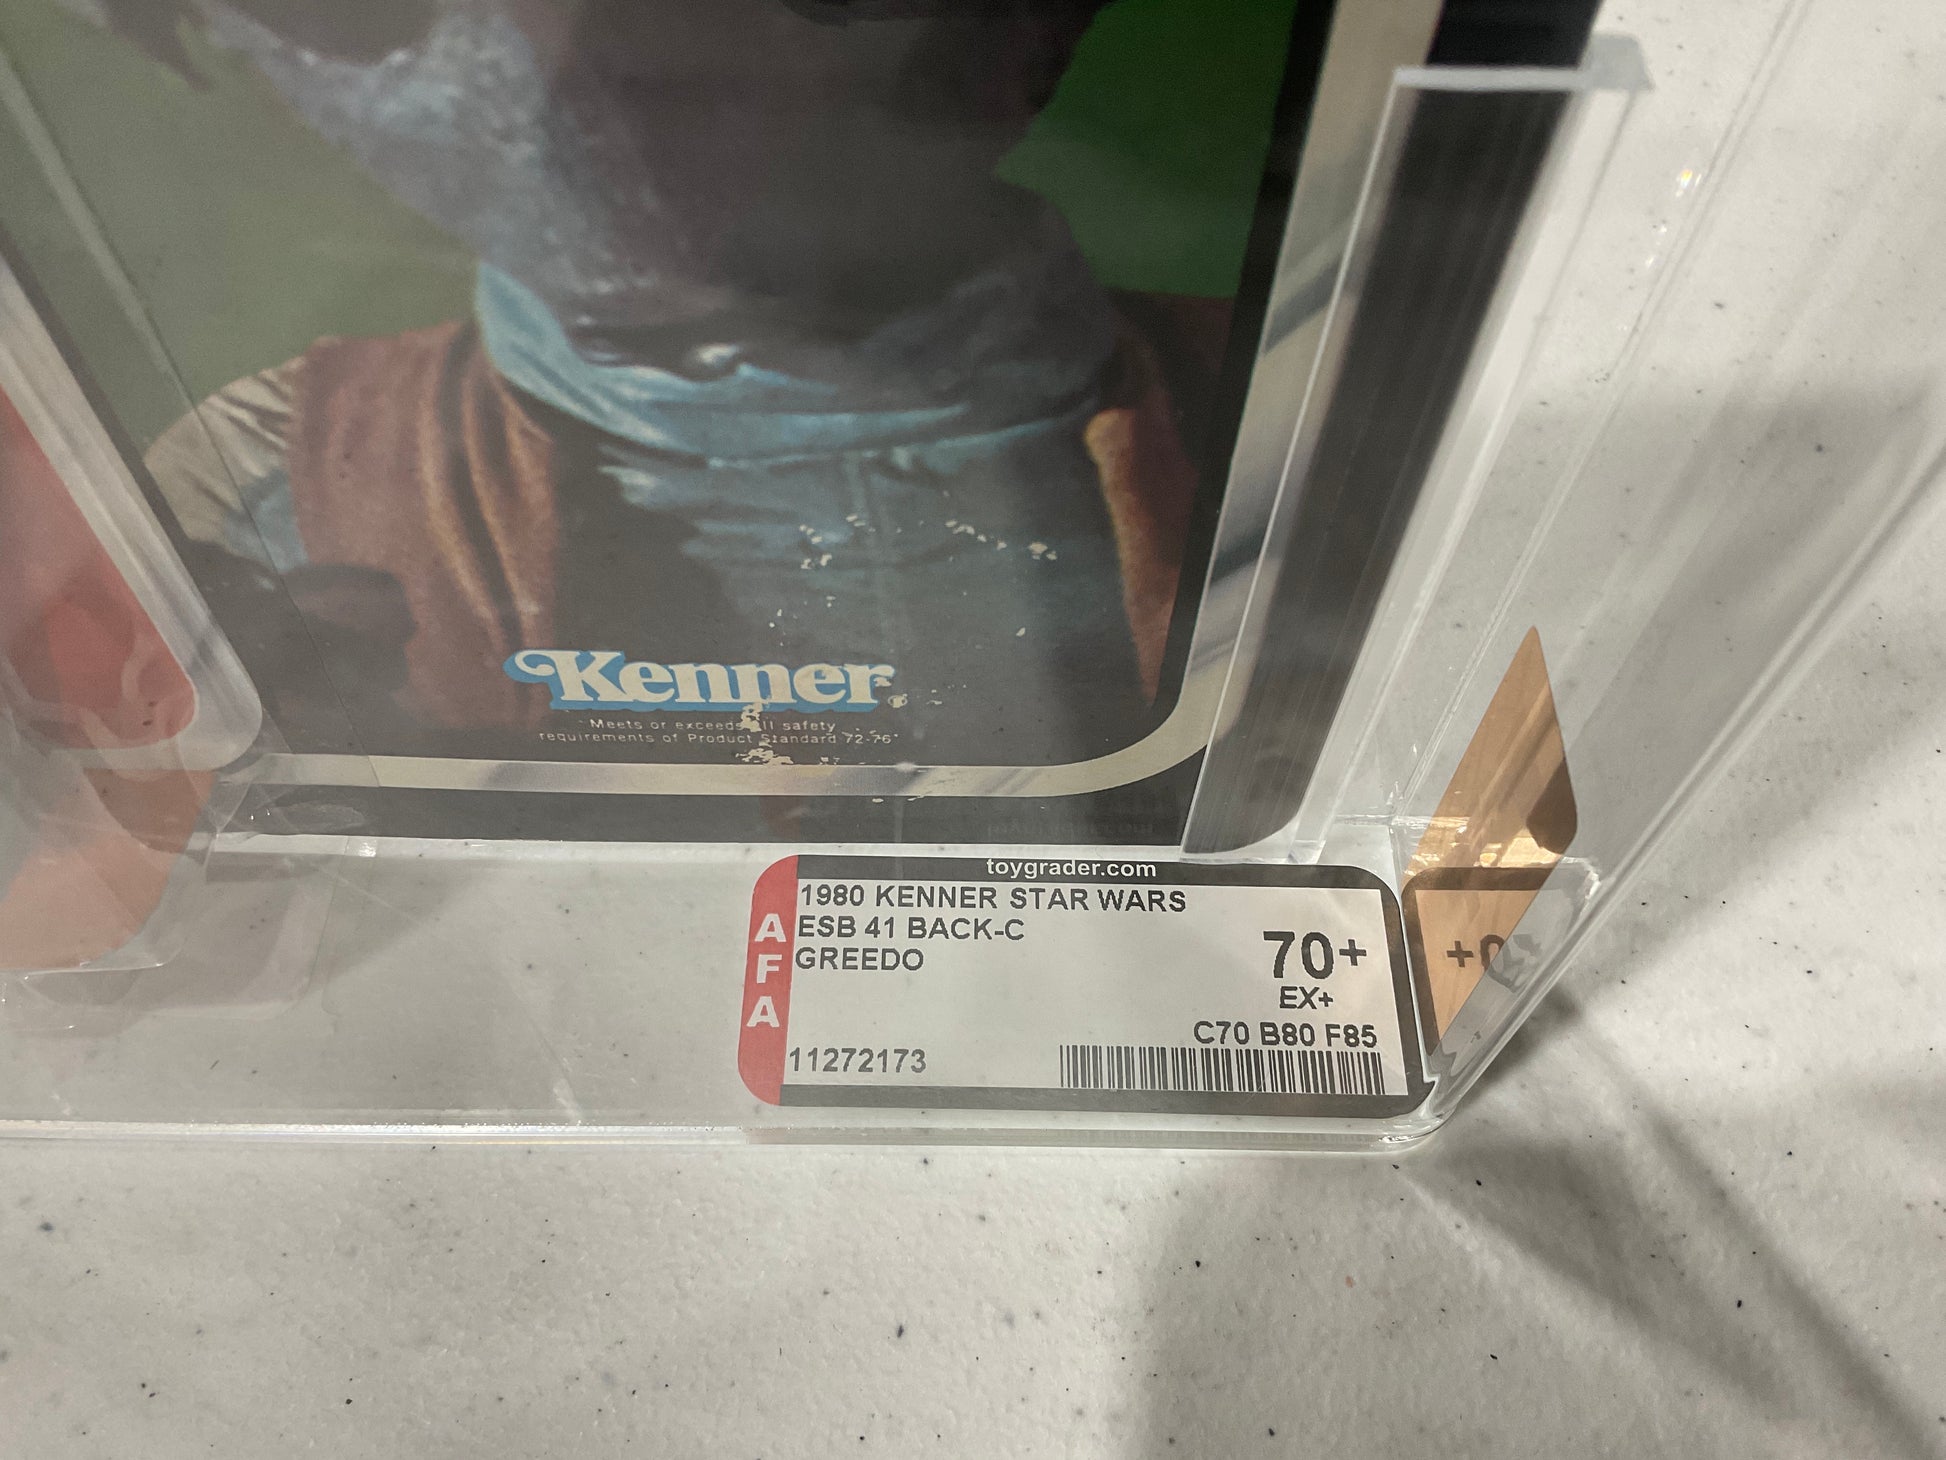 Kenner
Meets or exceeds all safety
requirements of Product Standard 72-76
toygrader.com
1980 KENNER STAR WARS
ESB 41 BACK-C
GREEDO
AFA
70+
EX+
C70 B80 F85
11272173